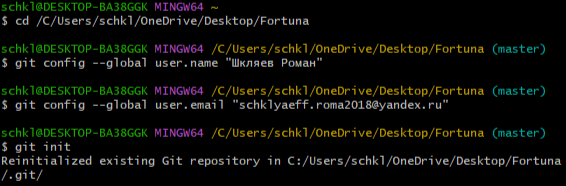 schkl@DESKTOP-BA38GGK MINGW64 ~
$ cd /C/Users/schkl/OneDrive/Desktop/Fortuna
schkl@DESKTOP-BA38GGK MINGW64 /C/Users/schkl/OneDrive/Desktop/Fortuna (master)
$ git config --global user.name "Шкляев Роман"
schkl@DESKTOP-BA38GGK MINGW64 /C/Users/schkl/OneDrive/Desktop/Fortuna (master)
$ git config --global user.email "schklyaeff.roma2018@yandex.ru"
schkl@DESKTOP-BA38GGK MINGW64 /C/Users/schkl/OneDrive/Desktop/Fortuna (master)
$ git init
Reinitialized existing Git repository in C:/Users/schkl/OneDrive/Desktop/Fortuna
/.git/